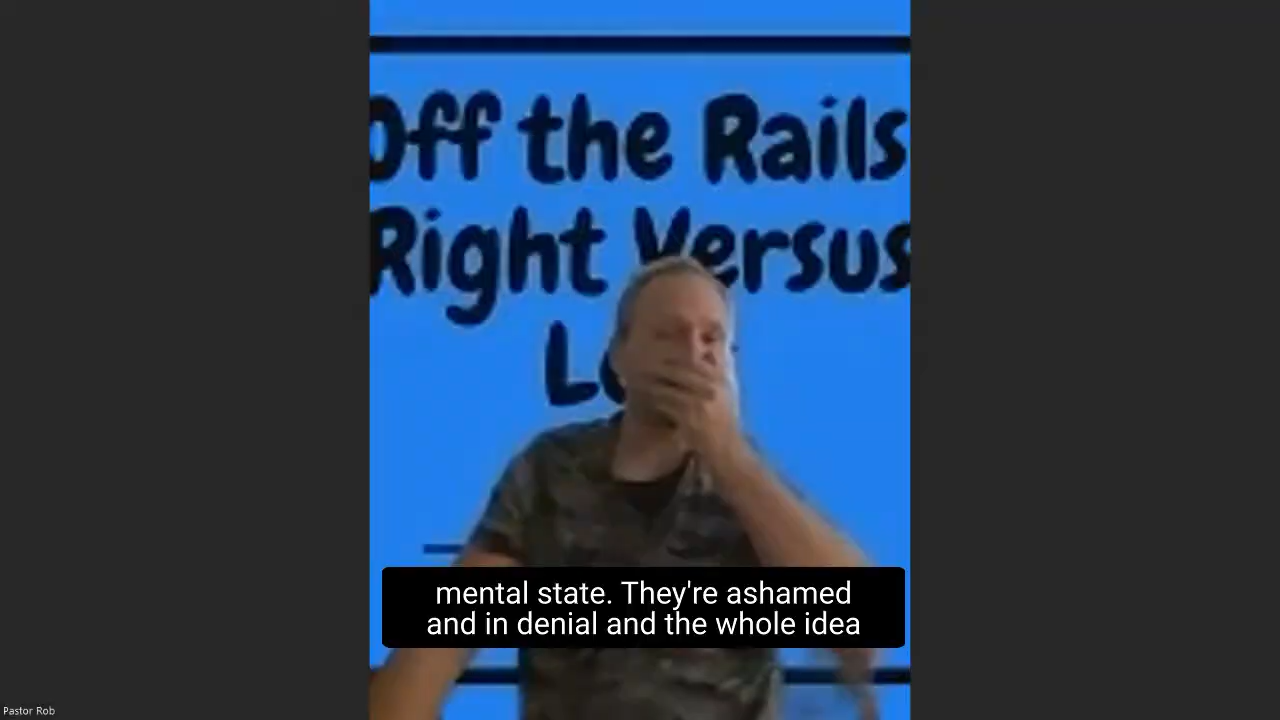 Off the Rails
Right Versus
mental state. They're ashamed
and in denial and the whole idea
Pastor Rob